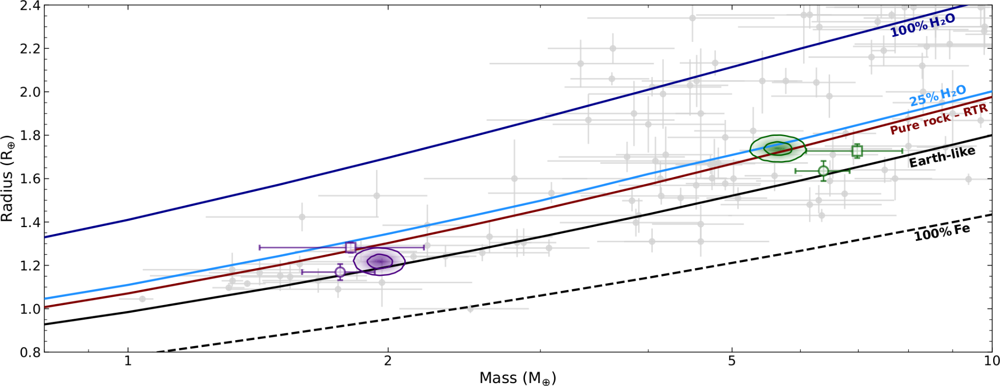 2.4
2.2
2.0
1.8
1.6
1.4
1.2
1.0
0.8
Radius (R⊕)
100% H₂O
25% H₂O
Pure rock – RTR
Earth-like
100% Fe
1
2
5
10
Mass (M⊕)